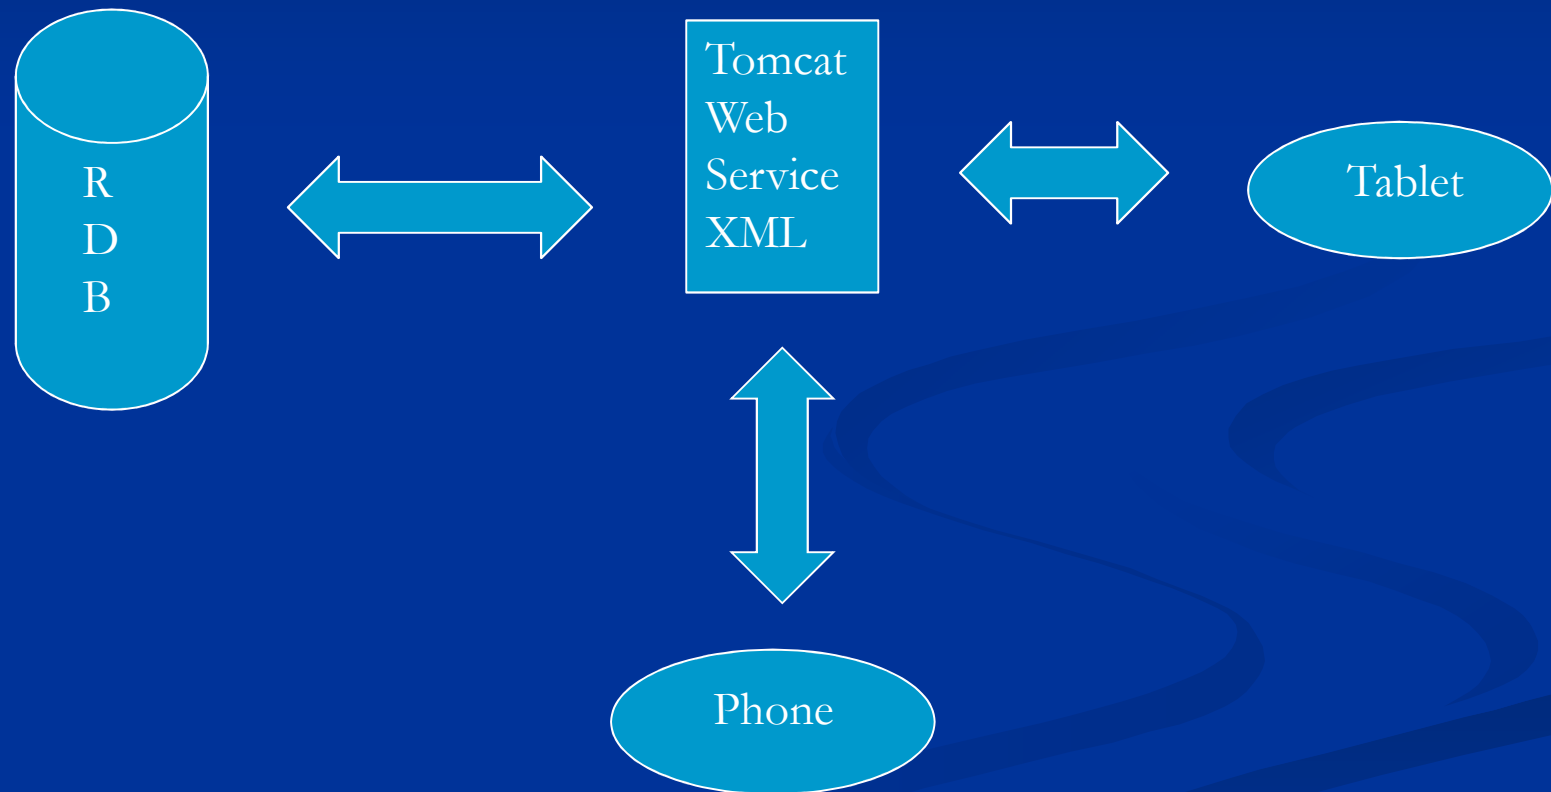 R
D
B
Tomcat
Web
Service
XML
Tablet
Phone